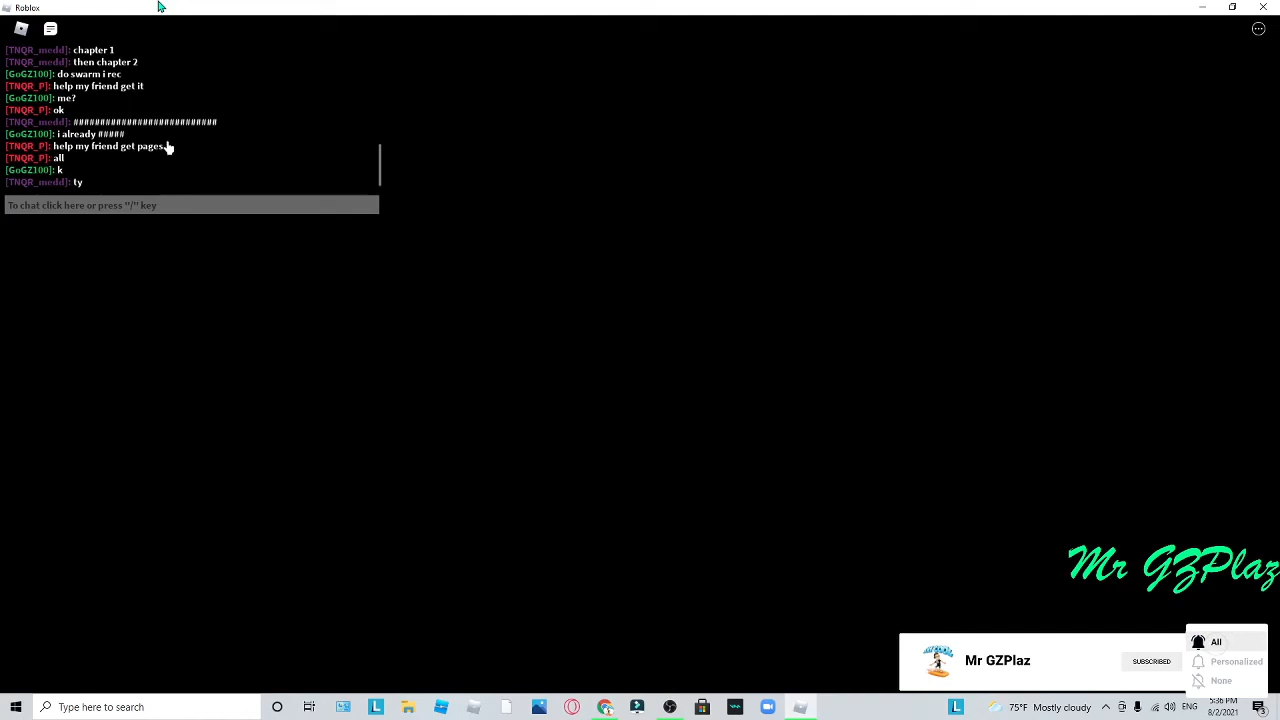 Roblox
[TNQR_medd]: chapter 1
[TNQR_medd]: then chapter 2
[GoGZ100]: do swarm i rec
[TNQR_P]: help my friend get it
[GoGZ100]: me?
[TNQR_P]: ok
[TNQR_medd]: ###########################
[GoGZ100]: i already #####
[TNQR_P]: help my friend get pages
[TNQR_P]: all
[GoGZ100]: k
[TNQR_medd]: ty
To chat click here or press "/" key
Mr GZPlaz
Mr GZPlaz
SUBSCRIBED
All
Personalized
None
Type here to search
75°F Mostly cloudy
ENG
5:36 PM
8/2/2021